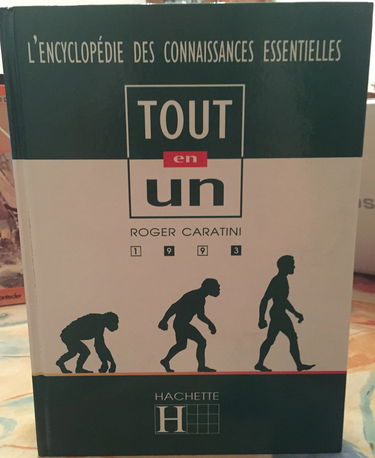 L'ENCYCLOPÉDIE DES CONNAISSANCES ESSENTIELLES
TOUT
en
un
ROGER CARATINI
1 9 9 3
HACHETTE
H